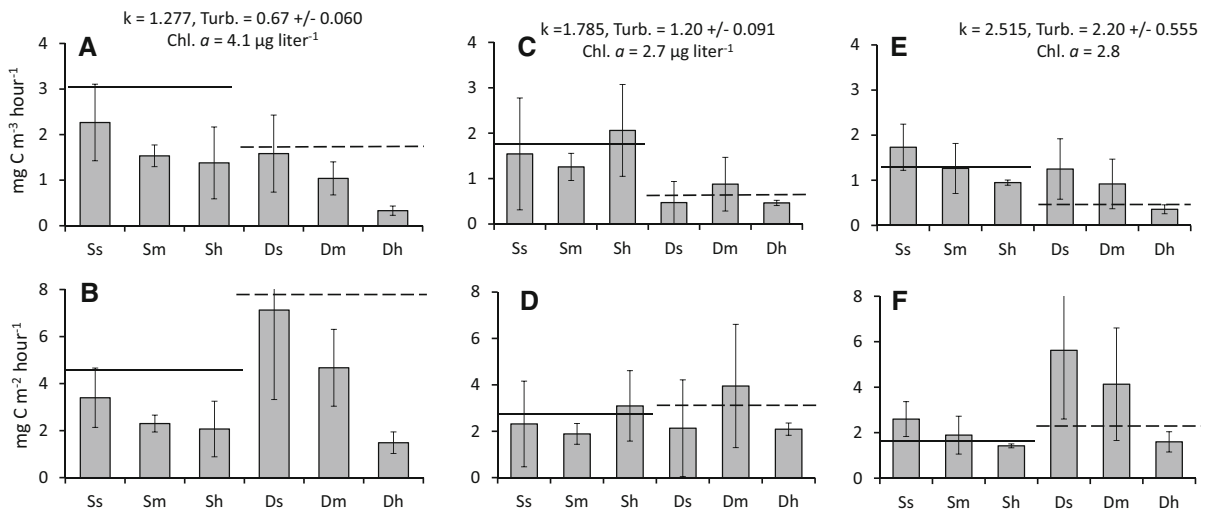 k = 1.277, Turb. = 0.67 +/- 0.060
Chl. a = 4.1 µg liter-1
k =1.785, Turb. = 1.20 +/- 0.091
Chl. a = 2.7 µg liter-1
k = 2.515, Turb. = 2.20 +/- 0.555
Chl. a = 2.8
A
mg C m-3 hour-1
4
3
2
1
0
Ss Sm Sh Ds Dm Dh
C
4
3
2
1
0
Ss Sm Sh Ds Dm Dh
E
4
3
2
1
0
Ss Sm Sh Ds Dm Dh
B
mg C m-2 hour-1
8
6
4
2
0
Ss Sm Sh Ds Dm Dh
D
8
6
4
2
0
Ss Sm Sh Ds Dm Dh
F
8
6
4
2
0
Ss Sm Sh Ds Dm Dh